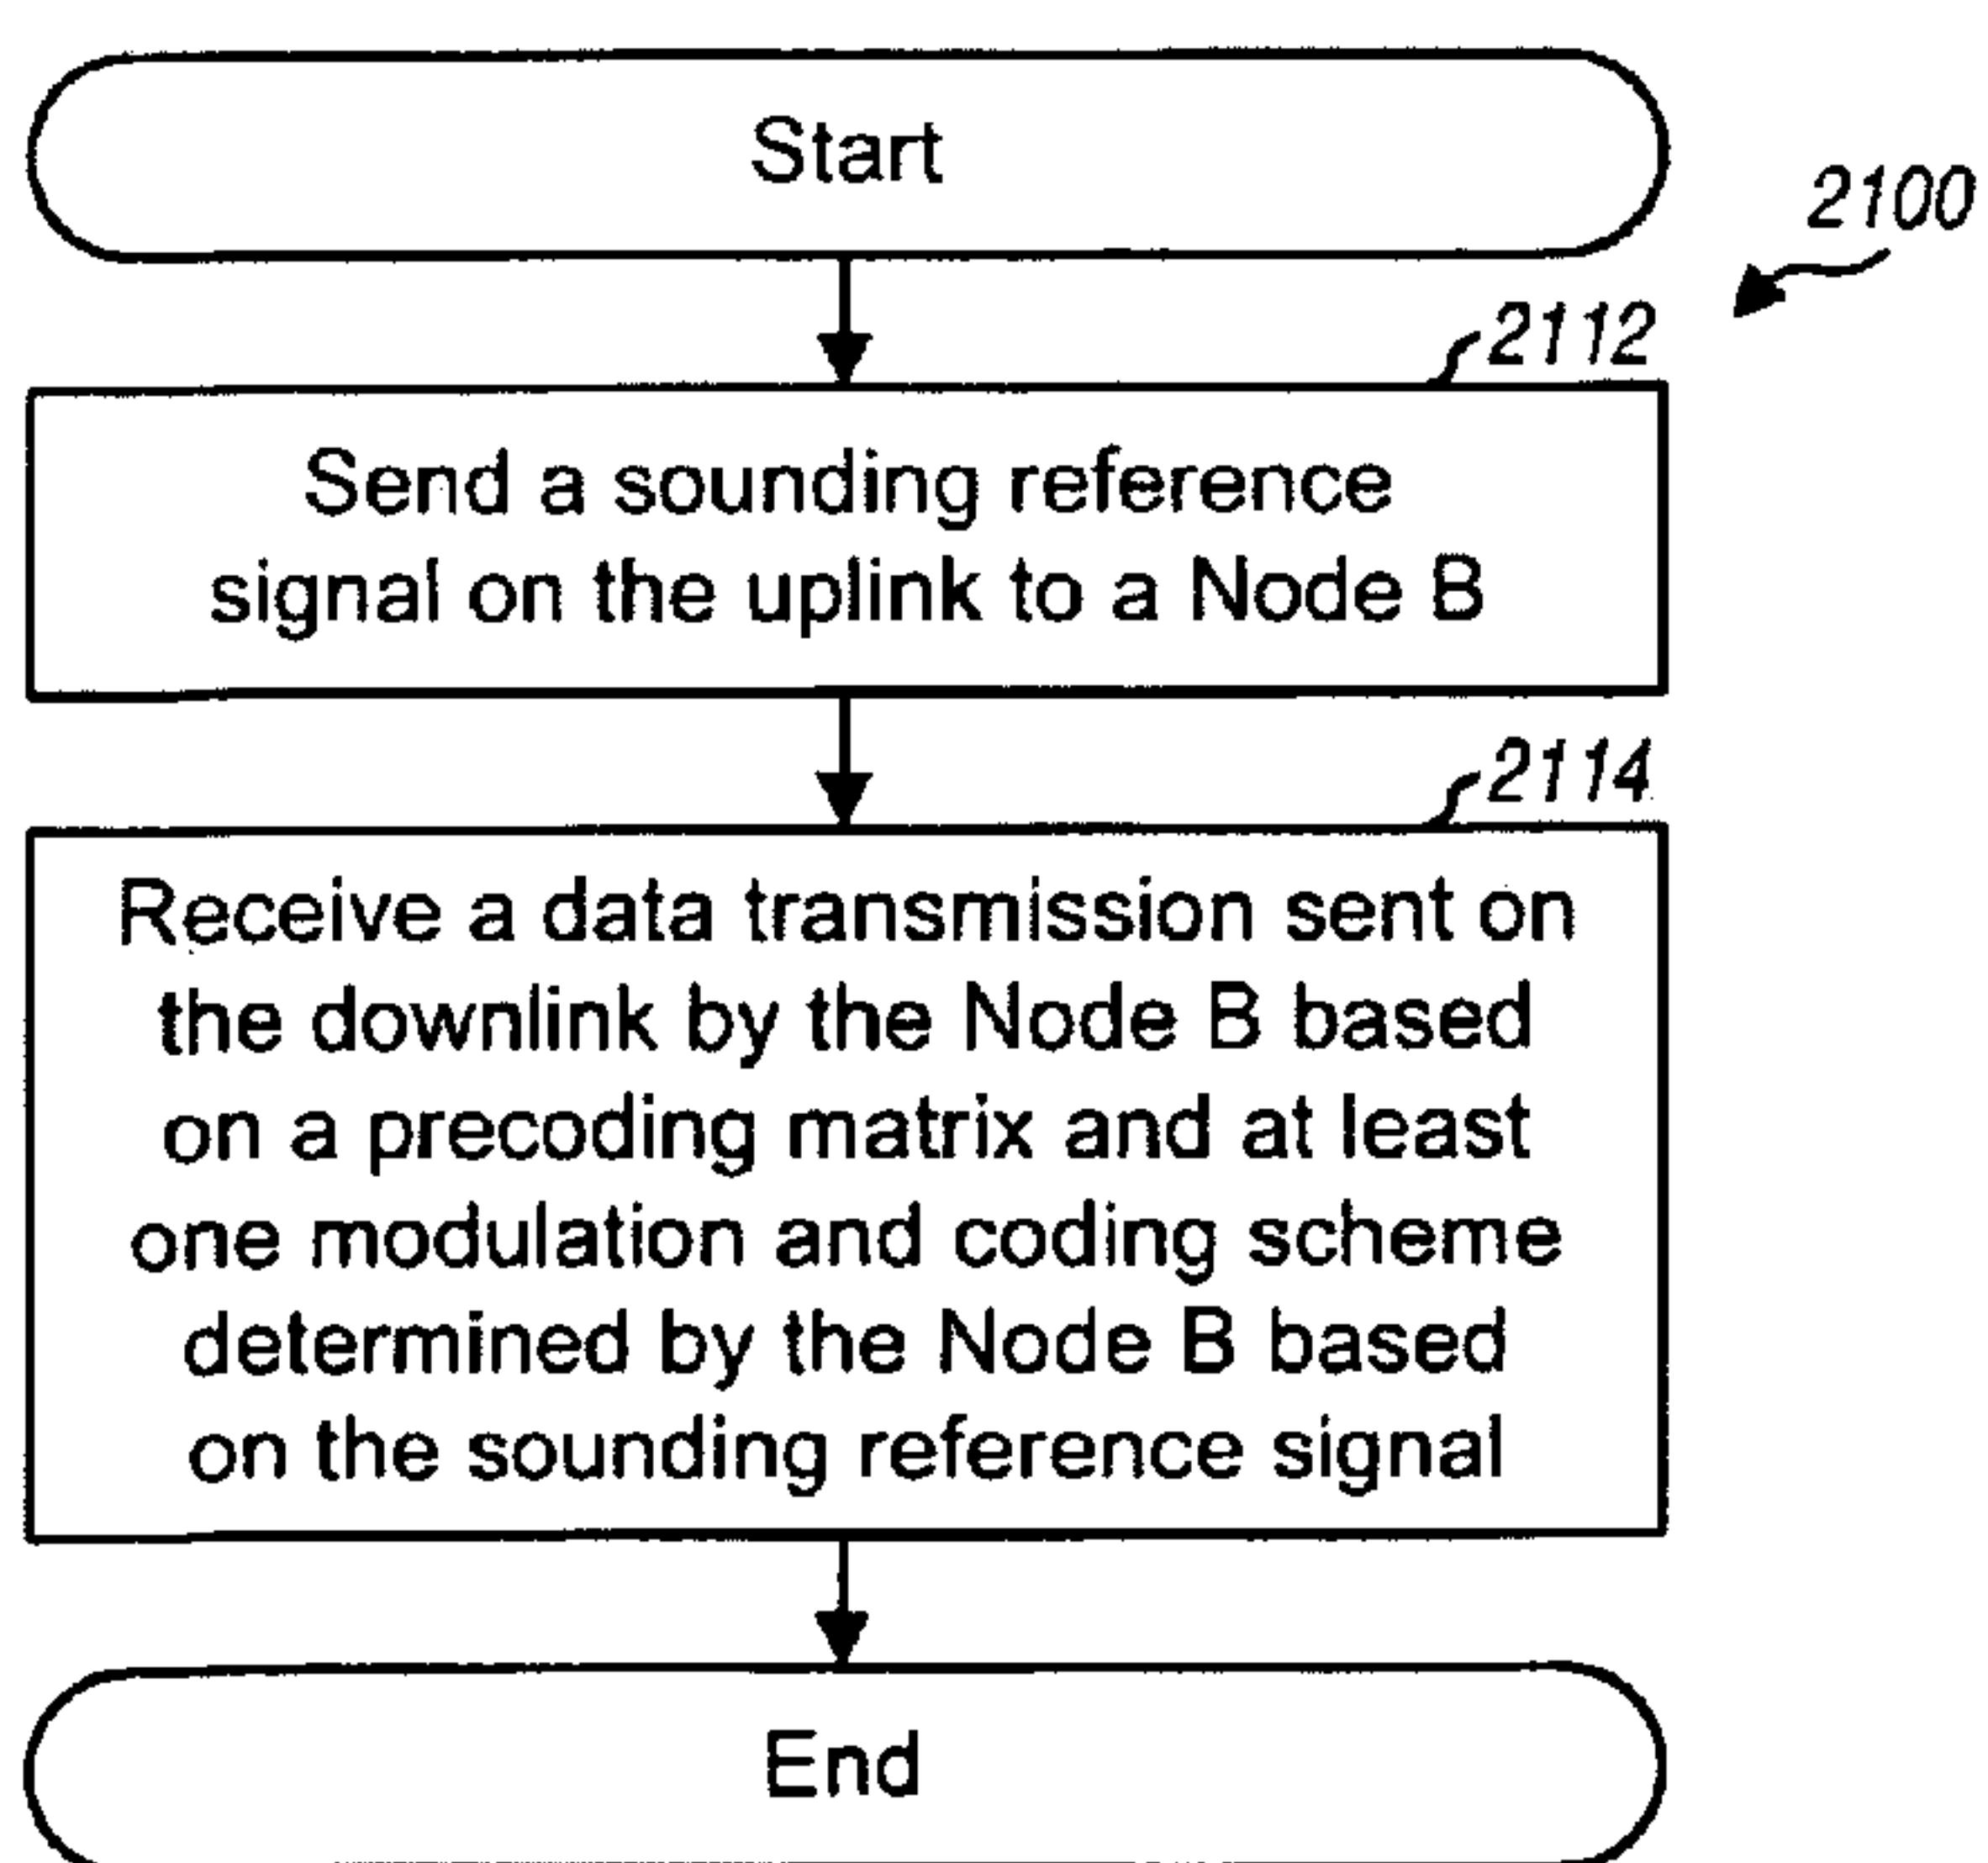 Start
2100
2112
Send a sounding reference
signal on the uplink to a Node B
2114
Receive a data transmission sent on
the downlink by the Node B based
on a precoding matrix and at least
one modulation and coding scheme
determined by the Node B based
on the sounding reference signal
End